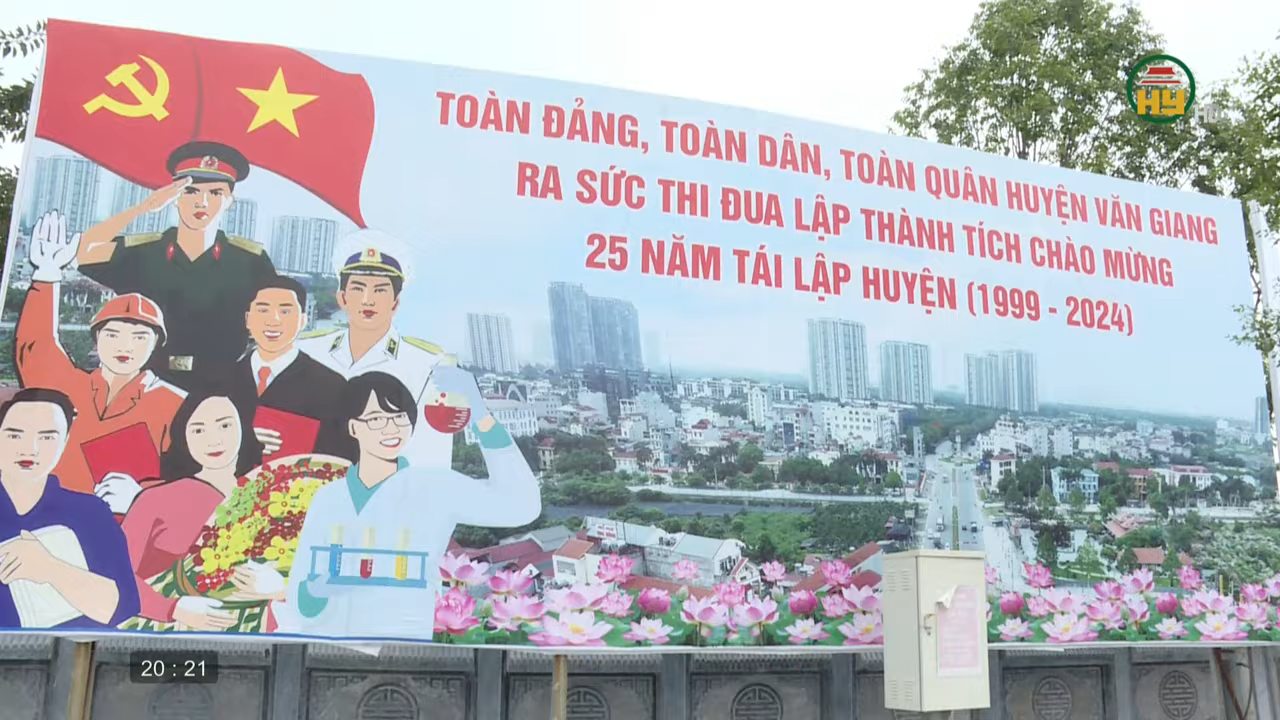 TOÀN ĐẢNG, TOÀN DÂN, TOÀN QUÂN HUYỆN VĂN GIANG
RA SỨC THI ĐUA LẬP THÀNH TÍCH CHÀO MỪNG
25 NĂM TÁI LẬP HUYỆN (1999 - 2024)
HY
HD
20 : 21